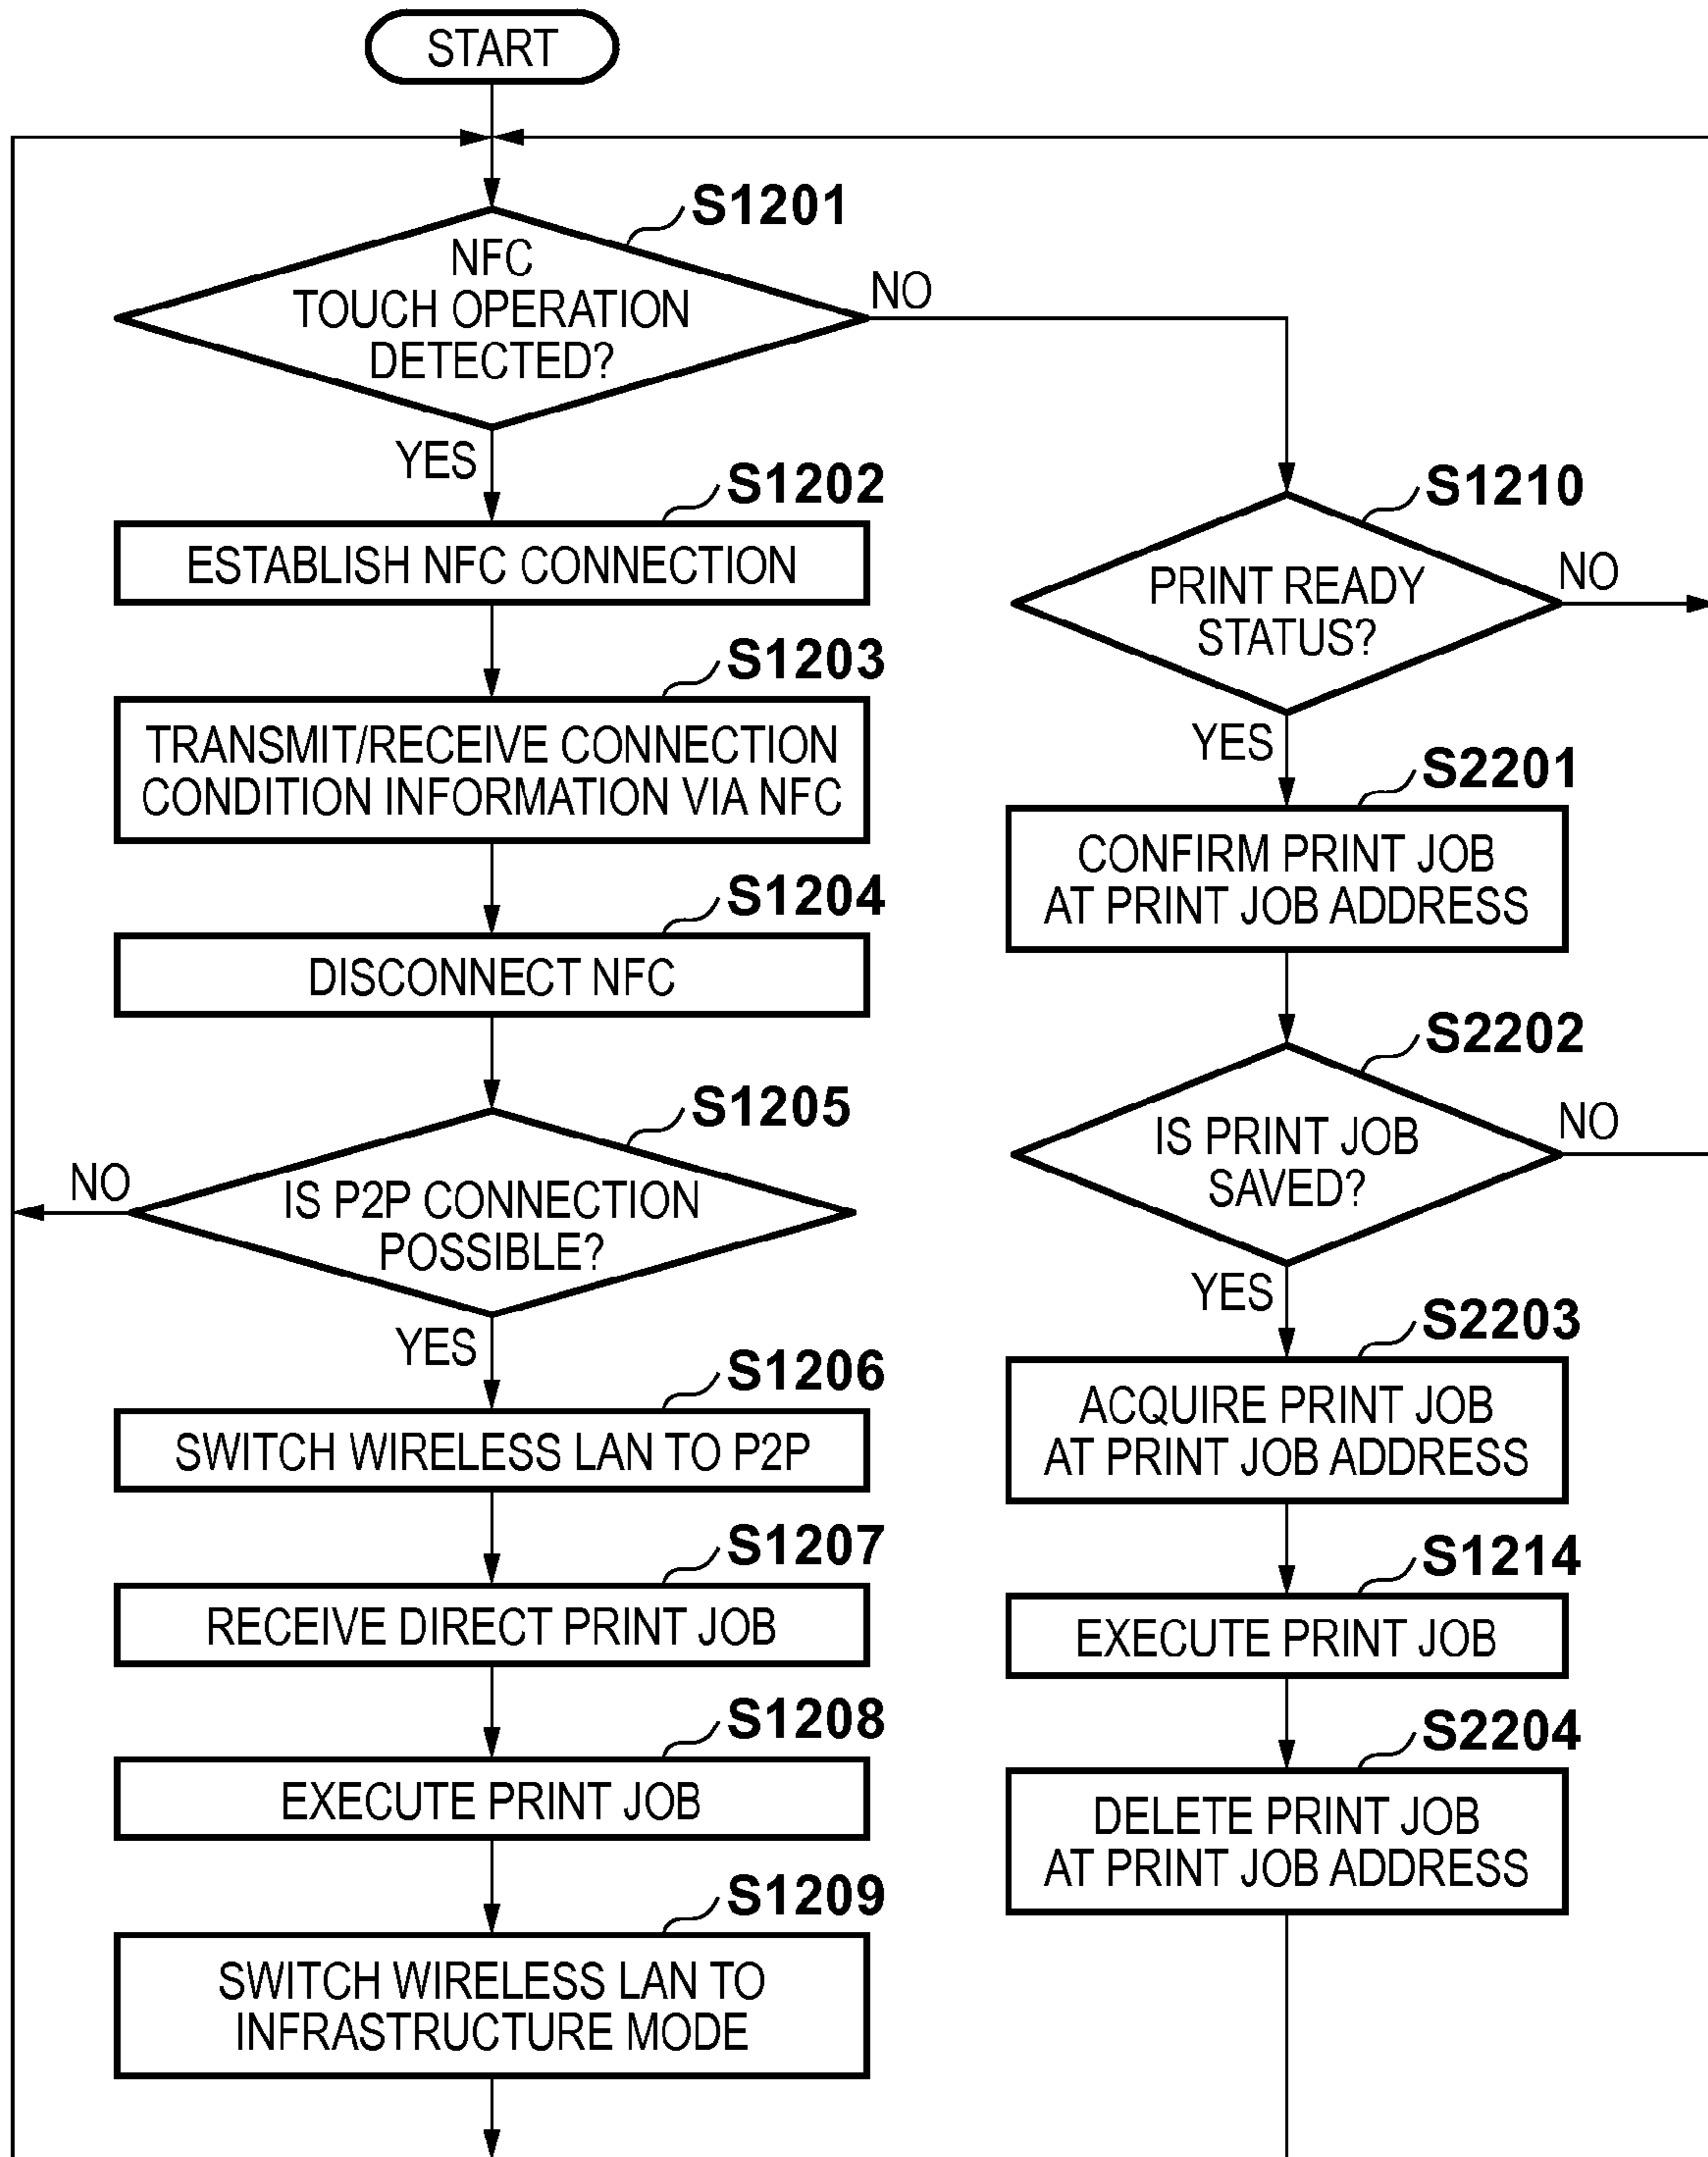 START
S1201
NFC
TOUCH OPERATION
DETECTED?
NO
YES
S1202
ESTABLISH NFC CONNECTION
S1203
TRANSMIT/RECEIVE CONNECTION
CONDITION INFORMATION VIA NFC
S1204
DISCONNECT NFC
S1205
NO
IS P2P CONNECTION
POSSIBLE?
YES
S1206
SWITCH WIRELESS LAN TO P2P
S1207
RECEIVE DIRECT PRINT JOB
S1208
EXECUTE PRINT JOB
S1209
SWITCH WIRELESS LAN TO
INFRASTRUCTURE MODE
S1210
PRINT READY
STATUS?
NO
YES
S2201
CONFIRM PRINT JOB
AT PRINT JOB ADDRESS
S2202
IS PRINT JOB
SAVED?
NO
YES
S2203
ACQUIRE PRINT JOB
AT PRINT JOB ADDRESS
S1214
EXECUTE PRINT JOB
S2204
DELETE PRINT JOB
AT PRINT JOB ADDRESS